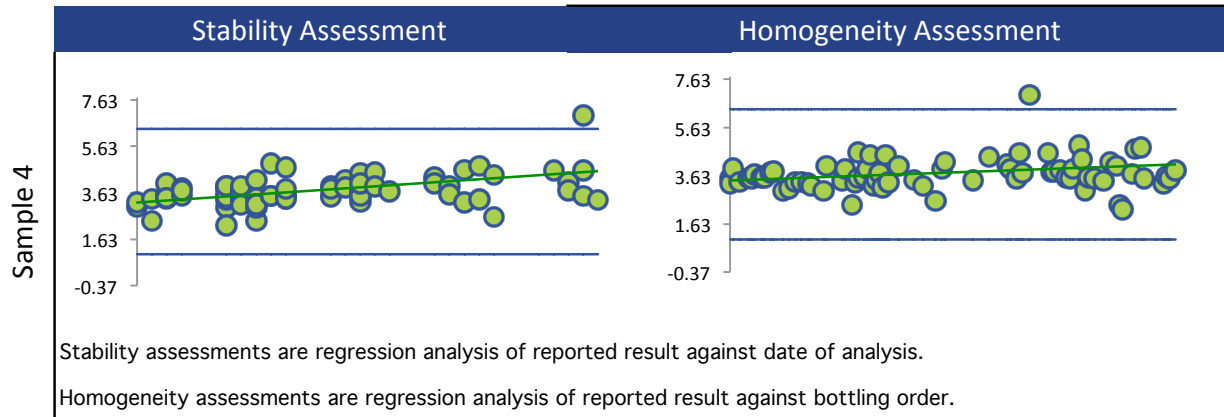 Stability Assessment
Homogeneity Assessment
Sample 4
7.63
5.63
3.63
1.63
-0.37
7.63
5.63
3.63
1.63
-0.37
Stability assessments are regression analysis of reported result against date of analysis.
Homogeneity assessments are regression analysis of reported result against bottling order.